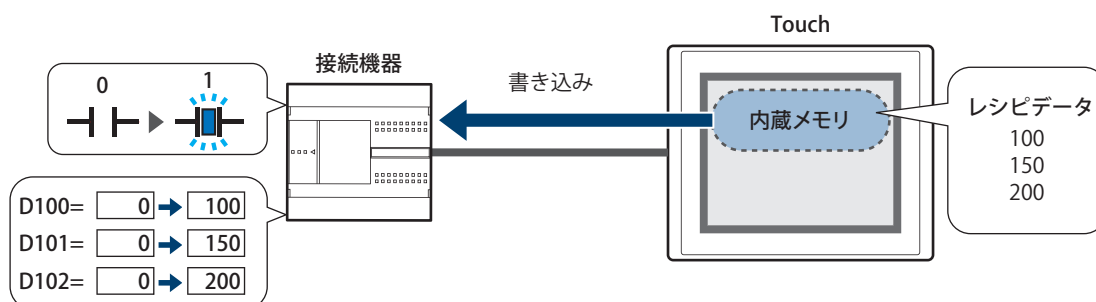 Touch
接続機器
0 1
書き込み
内蔵メモリ
レシピデータ
100
150
200
D100= 0 100
D101= 0 150
D102= 0 200